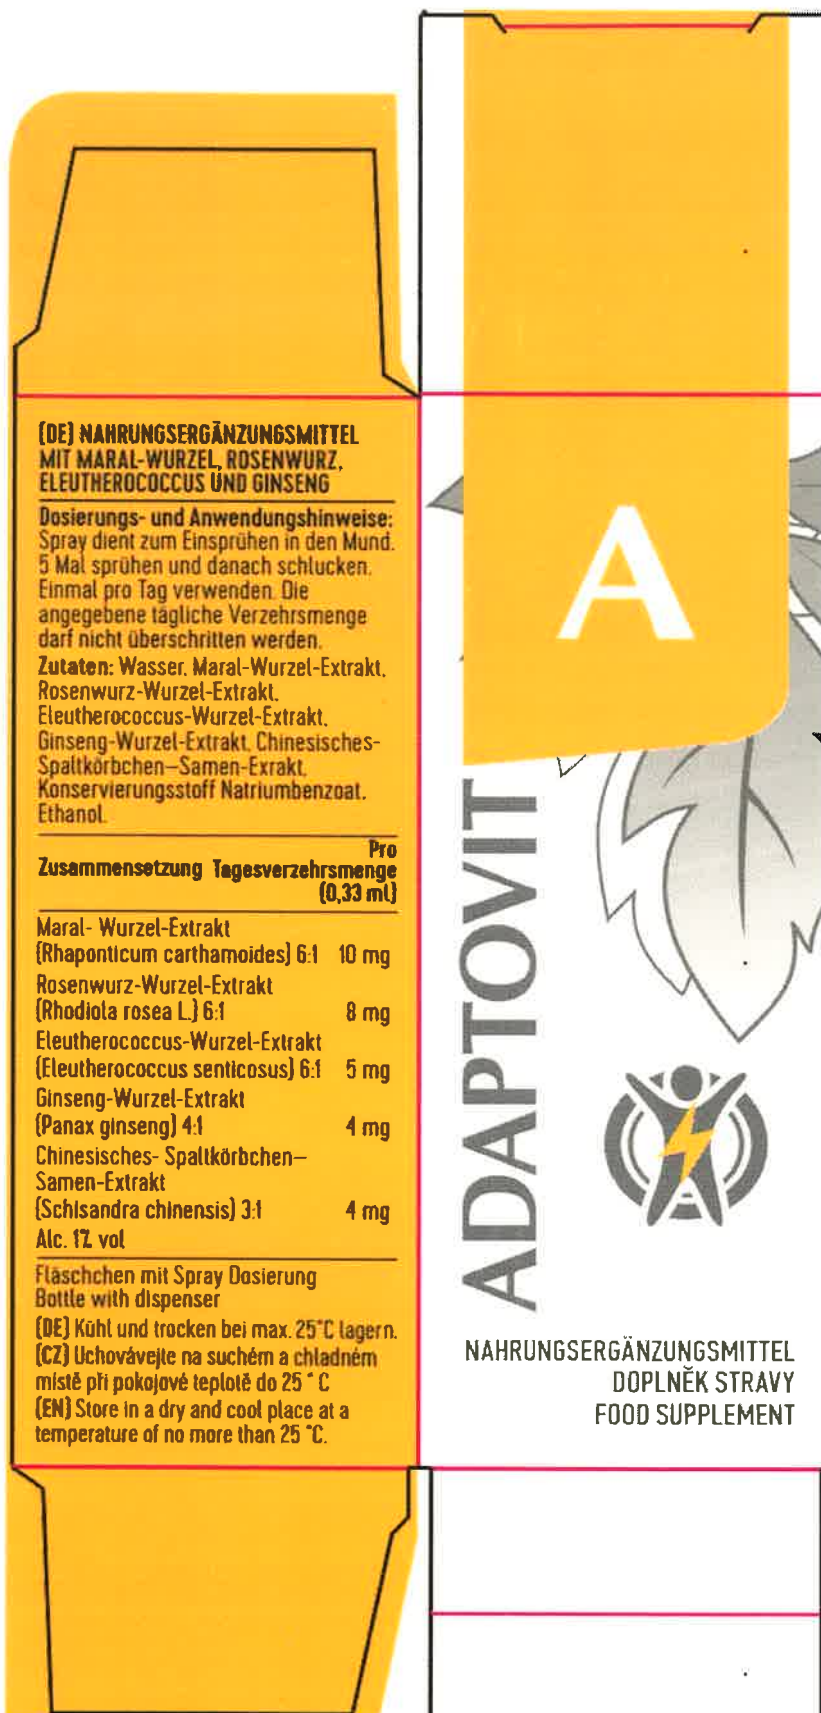 (DE) NAHRUNGSERGÄNZUNGSMITTEL
MIT MARAL-WURZEL, ROSENWURZ,
ELEUTHEROCOCCUS UND GINSENG
Dosierungs- und Anwendungshinweise:
Spray dient zum Einsprühen in den Mund.
5 Mal sprühen und danach schlucken.
Einmal pro Tag verwenden. Die
angegebene tägliche Verzehrsmenge
darf nicht überschritten werden.
Zutaten: Wasser, Maral-Wurzel-Extrakt,
Rosenwurz-Wurzel-Extrakt,
Eleutherococcus-Wurzel-Extrakt,
Ginseng-Wurzel-Extrakt, Chinesisches-
Spaltkörbchen–Samen-Exrakt,
Konservierungsstoff Natriumbenzoat,
Ethanol.
Pro
Zusammensetzung Tagesverzehrsmenge
(0,33 ml)
Maral- Wurzel-Extrakt
(Rhaponticum carthamoides) 6:1 10 mg
Rosenwurz-Wurzel-Extrakt
(Rhodiola rosea L.) 6:1 8 mg
Eleutherococcus-Wurzel-Extrakt
(Eleutherococcus senticosus) 6:1 5 mg
Ginseng-Wurzel-Extrakt
(Panax ginseng) 4:1 4 mg
Chinesisches- Spaltkörbchen–
Samen-Extrakt
(Schisandra chinensis) 3:1 4 mg
Alc. 1% vol
Fläschchen mit Spray Dosierung
Bottle with dispenser
(DE) Kühl und trocken bei max. 25°C lagern.
(CZ) Uchovávejte na suchém a chladném
místě při pokojové teplotě do 25 ° C
(EN) Store in a dry and cool place at a
temperature of no more than 25 °C.
A
ADAPTOVIT
NAHRUNGSERGÄNZUNGSMITTEL
DOPLNĚK STRAVY
FOOD SUPPLEMENT